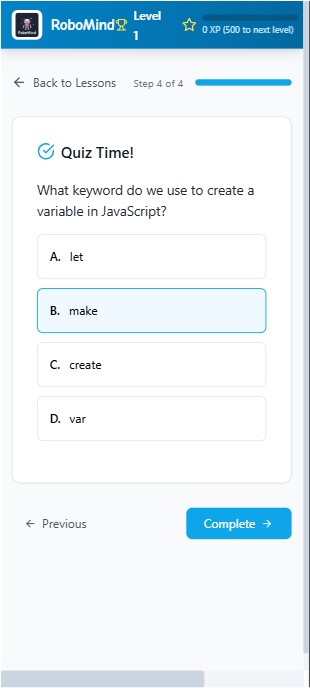 RoboMind
RoboMind
Level
1
0 XP (500 to next level)
Back to Lessons
Step 4 of 4
Quiz Time!
What keyword do we use to create a
variable in JavaScript?
A. let
B. make
C. create
D. var
Previous
Complete